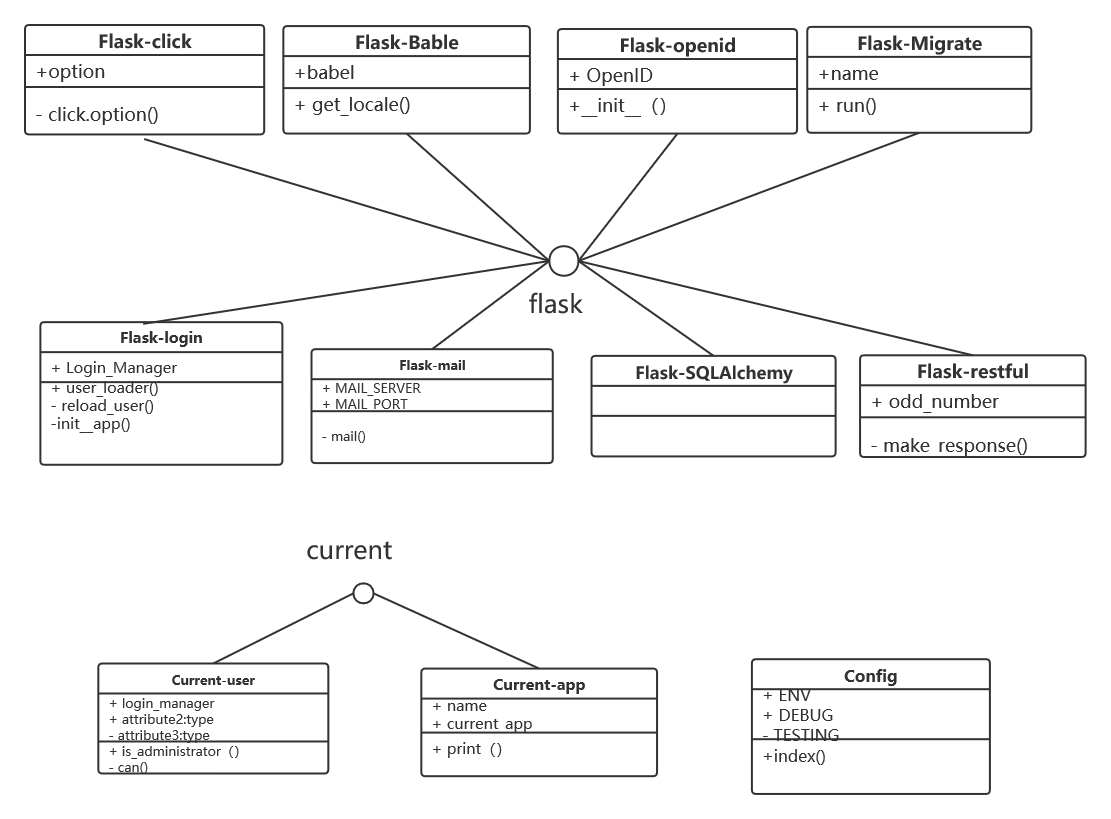 Flask-click
+option
- click.option()
Flask-Bable
+babel
+ get_locale()
Flask-openid
+ OpenID
+__init__（）
Flask-Migrate
+name
+ run()
flask
Flask-login
+ Login_Manager
+ user_loader()
- reload_user()
-init__app()
Flask-mail
+ MAIL_SERVER
+ MAIL_PORT
- mail()
Flask-SQLAlchemy
Flask-restful
+ odd_number
- make_response()
current
Current-user
+ login_manager
+ attribute2:type
- attribute3:type
+ is_administrator（）
- can()
Current-app
+ name
+ current_app
+ print（）
Config
+ ENV
+ DEBUG
- TESTING
+index()